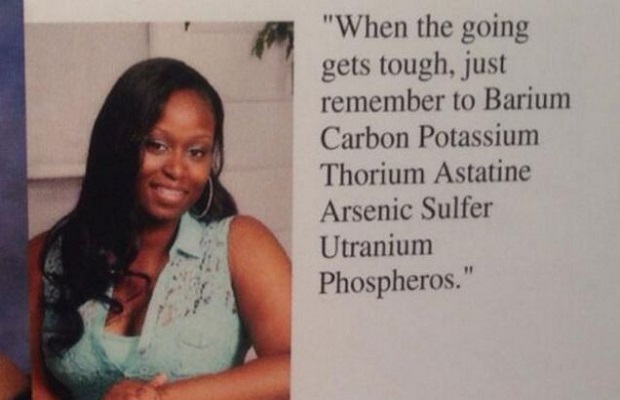 "When the going
gets tough, just
remember to Barium
Carbon Potassium
Thorium Astatine
Arsenic Sulfer
Utranium
Phospheros."